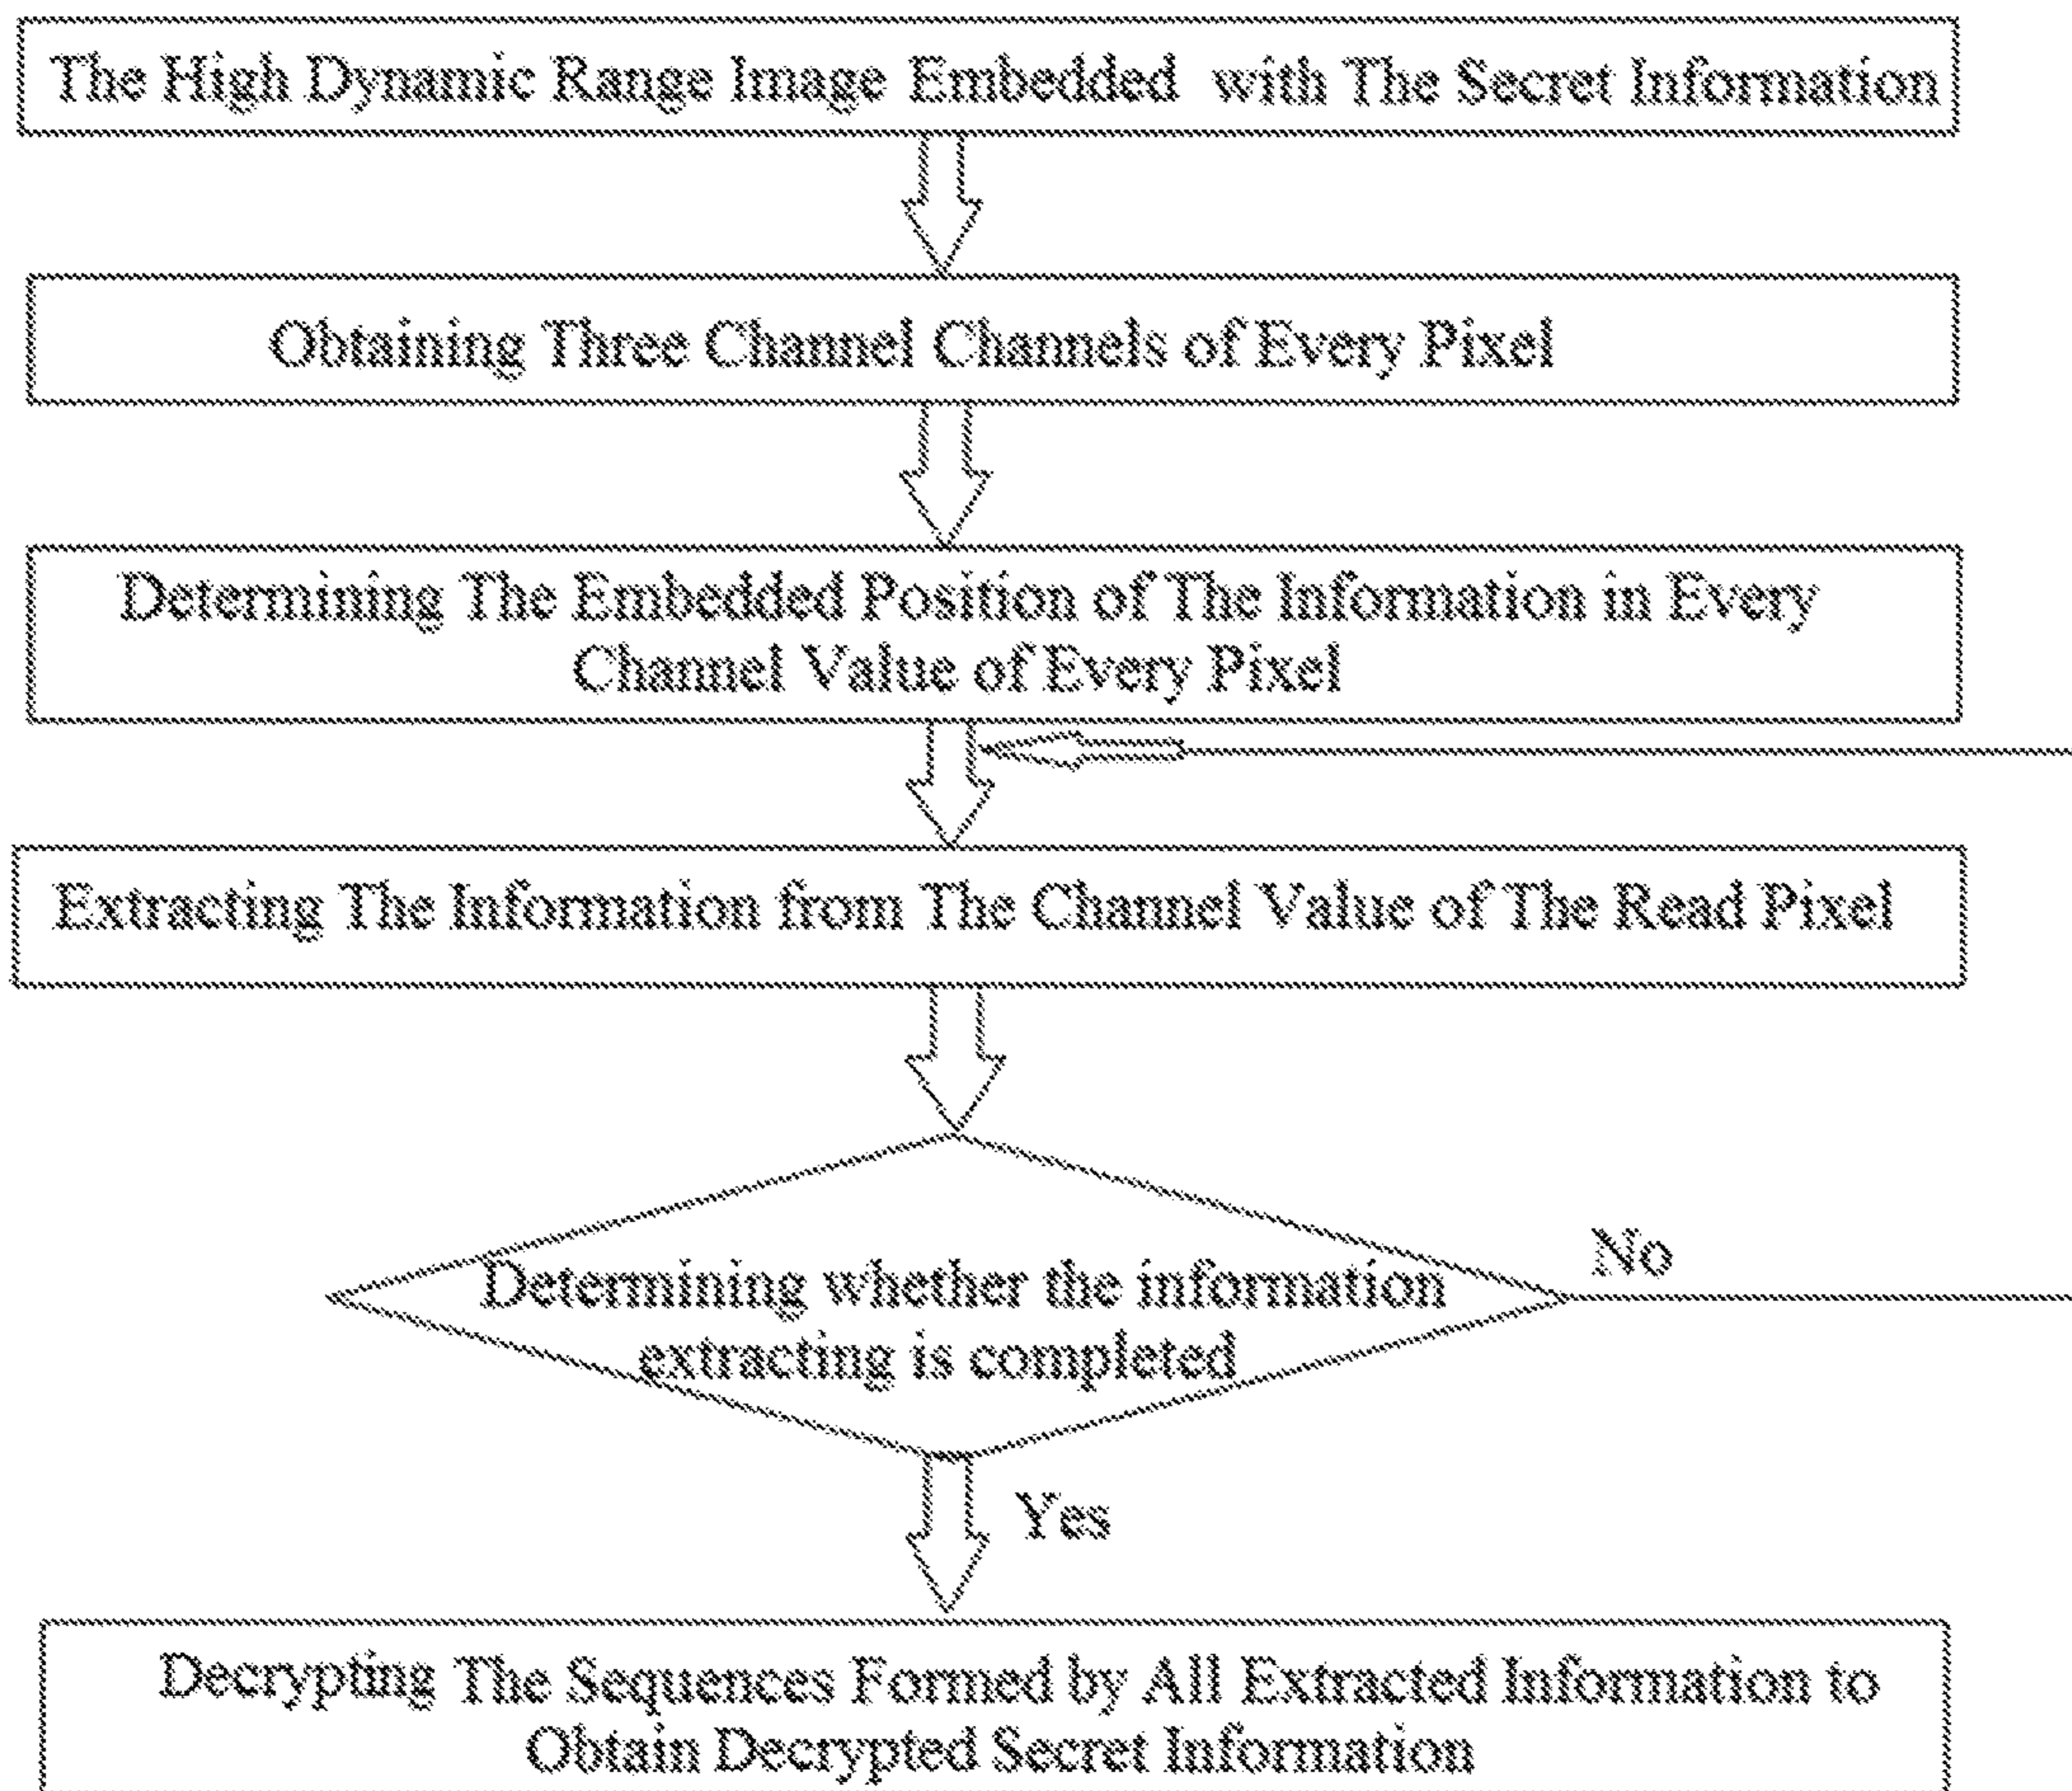 The High Dynamic Range Image Embedded with The Secret Information
Obtaining Three Channel Channels of Every Pixel
Determining The Embedded Position of The Information in Every
Channel Value of Every Pixel
Extracting The Information from The Channel Value of The Read Pixel
Determining whether the information
extracting is completed
No
Yes
Decrypting The Sequences Formed by All Extracted Information to
Obtain Decrypted Secret Information